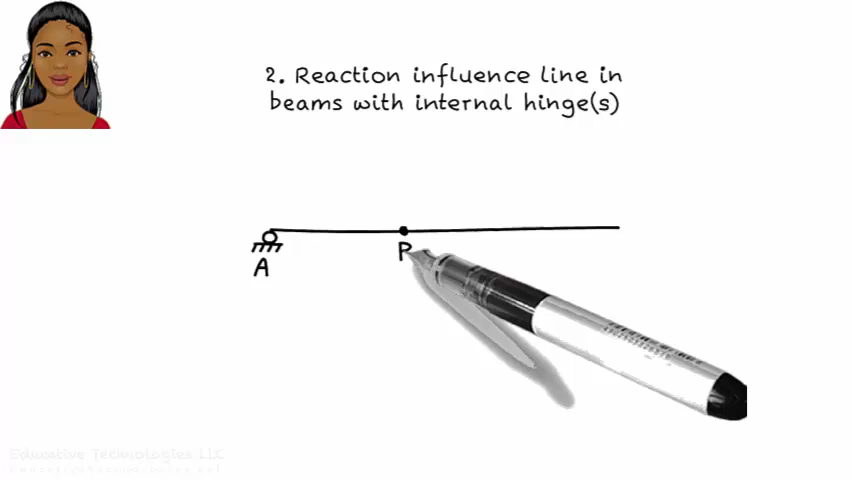 2. Reaction influence line in
beams with internal hinge(s)
P
A
Educative Technologies LLC